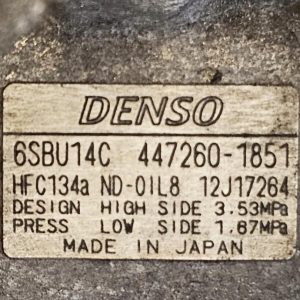 DENSO
6SBU14C 447260-1851
HFC134a ND-OIL8 12J17264
DESIGN HIGH SIDE 3.53MPa
PRESS LOW SIDE 1.67MPa
MADE IN JAPAN